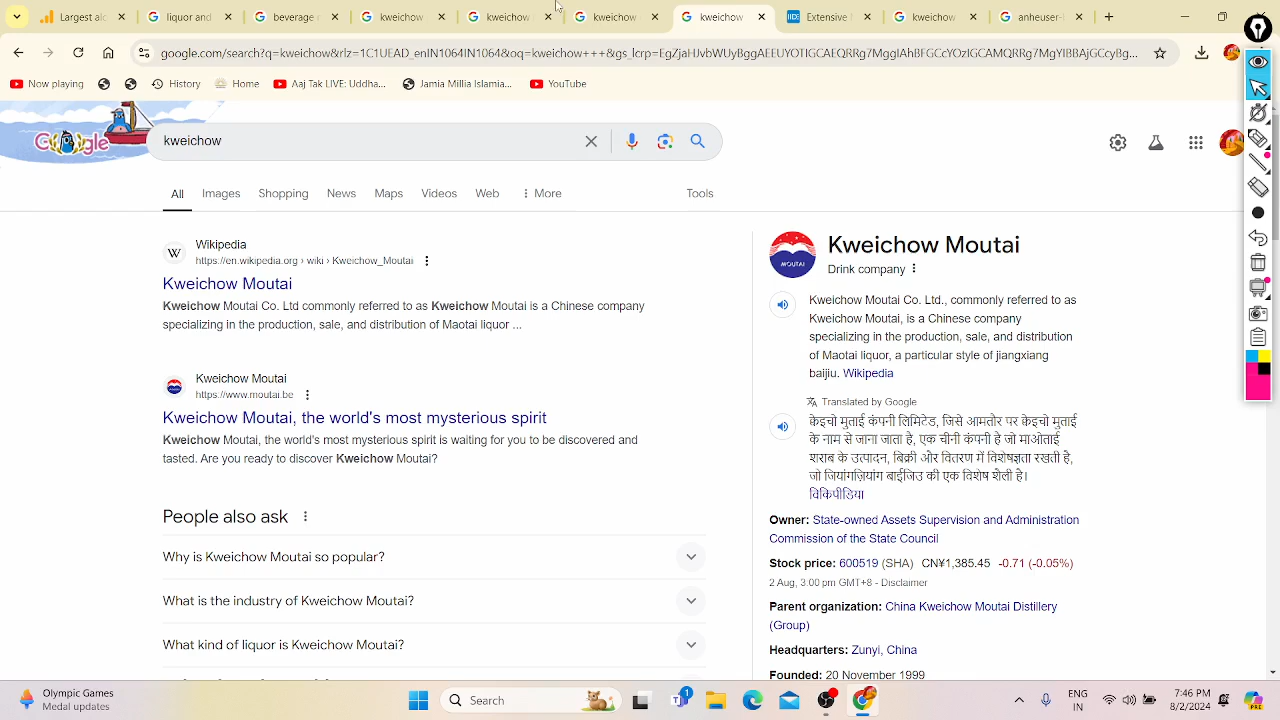 Largest alc
liquor mar
beverage
kweichow
kweichow
kweichow
kweichow
Extensive
kweichow
anheuser-
google.com/search?q=kweichow&rlz=1C1UEAD_enIN1064IN1064&oq=kweichow+++&gs_lcrp=EgZjaHJvbWUyBggAEEUYOTIGCAEQRRg7MgYIAhBFGCcyOzIGCAMQRRg7MgYIBBAjGCcy8g...
Now playing
History
Home
Aaj Tak LIVE: Uddha...
Jamia Millia Islamia...
YouTube
Google
kweichow
All Images Shopping News Maps Videos Web More Tools
Wikipedia
https://en.wikipedia.org › wiki › Kweichow_Moutai
Kweichow Moutai
Kweichow Moutai Co. Ltd commonly referred to as Kweichow Moutai is a Chinese company
specializing in the production, sale, and distribution of Maotai liquor ...
Kweichow Moutai
https://www.moutai.be
Kweichow Moutai, the world's most mysterious spirit
Kweichow Moutai, the world's most mysterious spirit is waiting for you to be discovered and
tasted. Are you ready to discover Kweichow Moutai?
People also ask
Why is Kweichow Moutai so popular?
What is the industry of Kweichow Moutai?
What kind of liquor is Kweichow Moutai?
MOUTAI
Kweichow Moutai
Drink company
Kweichow Moutai Co. Ltd., commonly referred to as
Kweichow Moutai, is a Chinese company
specializing in the production, sale, and distribution
of Maotai liquor, a particular style of jiangxiang
baijiu. Wikipedia
Translated by Google
केइचा मुताई कंपनी लिमिटेड, जिसे आमतौर पर केइचो मुताई
के नाम से जाना जाता है, एक चीनी कंपनी है जो माओताई
शराब के उत्पादन, बिक्री और वितरण में विशेषज्ञता रखती है,
जो जियांगजियांग बाईजिउ की एक विशेष शैली है।
विकिपीडिया
Owner: State-owned Assets Supervision and Administration
Commission of the State Council
Stock price: 600519 (SHA) CN¥1,385.45 -0.71 (-0.05%)
2 Aug, 3:00 pm GMT+8 - Disclaimer
Parent organization: China Kweichow Moutai Distillery
(Group)
Headquarters: Zunyi, China
Founded: 20 November 1999
Olympic Games
Medal updates
Search
1
ENG
IN
7:46 PM
8/2/2024
PRE